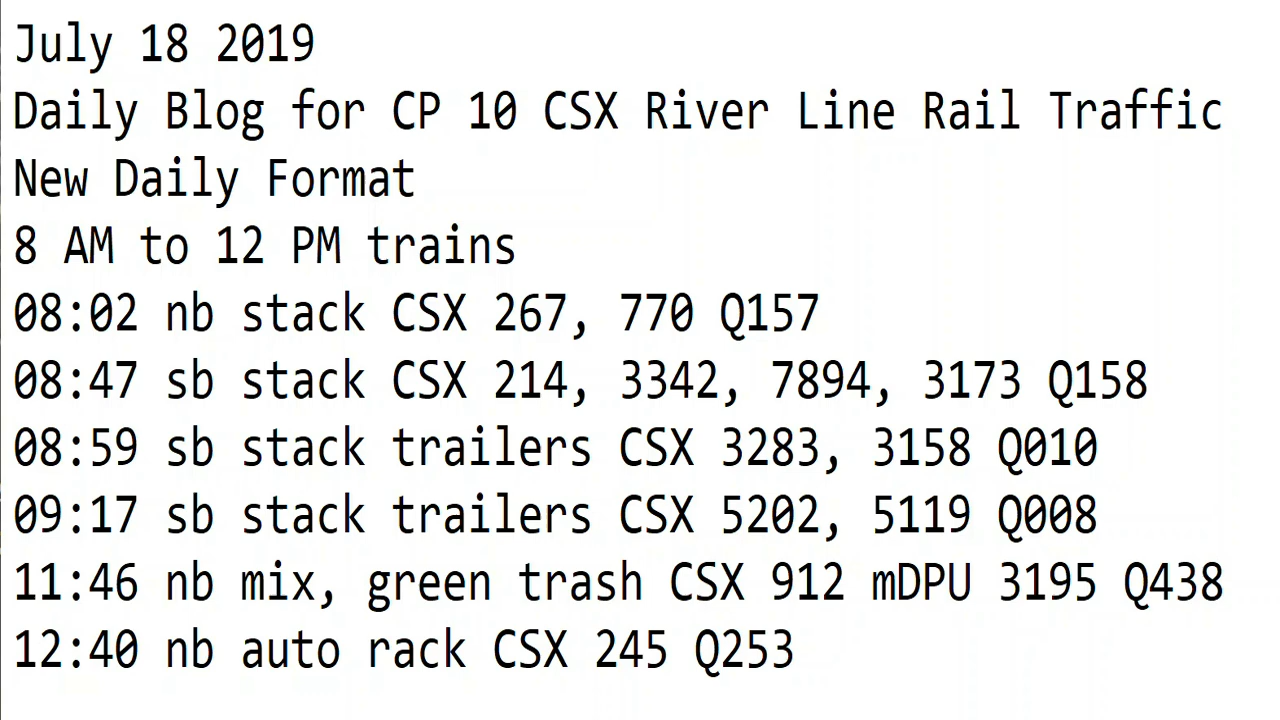 July 18 2019
Daily Blog for CP 10 CSX River Line Rail Traffic
New Daily Format
8 AM to 12 PM trains
08:02 nb stack CSX 267, 770 Q157
08:47 sb stack CSX 214, 3342, 7894, 3173 Q158
08:59 sb stack trailers CSX 3283, 3158 Q010
09:17 sb stack trailers CSX 5202, 5119 Q008
11:46 nb mix, green trash CSX 912 mDPU 3195 Q438
12:40 nb auto rack CSX 245 Q253